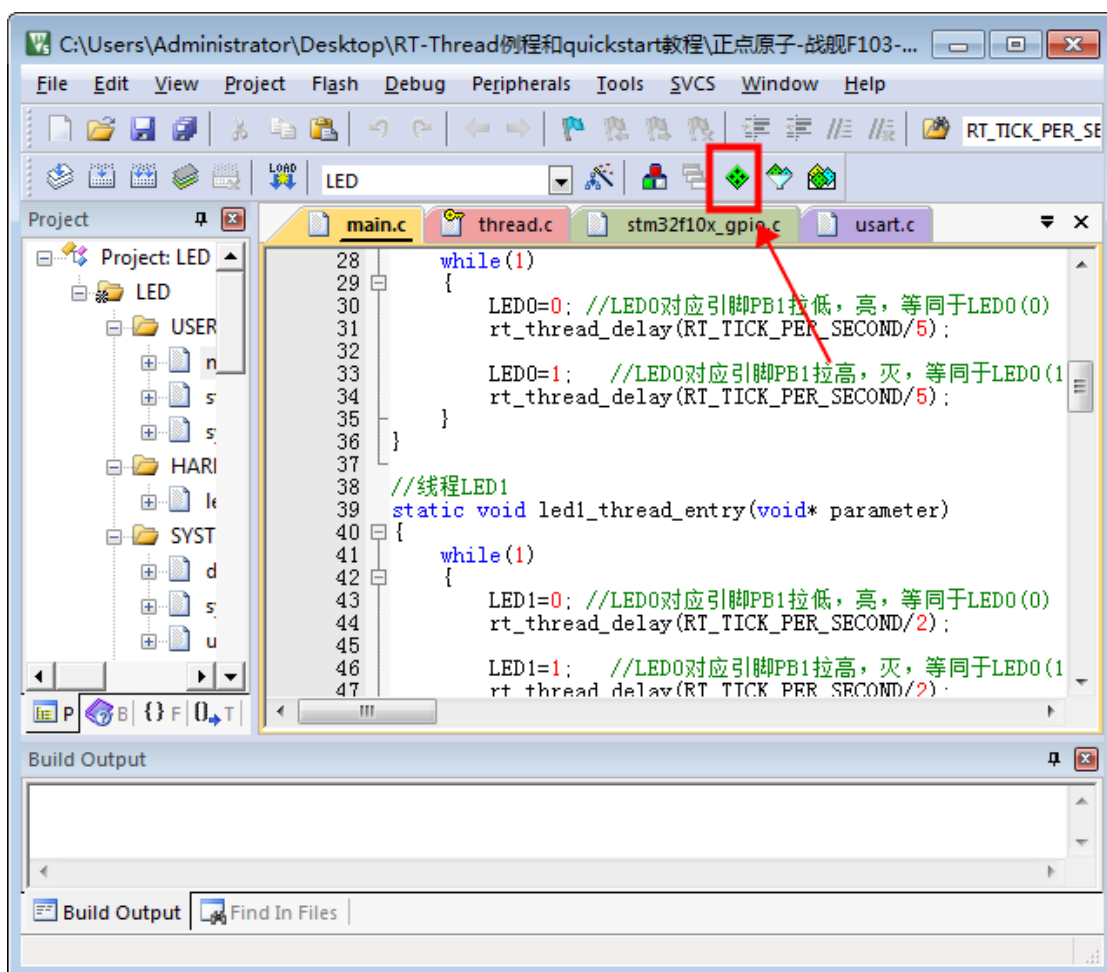 C:\Users\Administrator\Desktop\RT-Thread例程和quickstart教程\正点原子-战舰F103-...
File Edit View Project Flash Debug Peripherals Tools SVCS Window Help
RT_TICK_PER_SE
LOAD LED
Project
main.c thread.c stm32f10x_gpio.c usart.c
Project: LED
LED
USER
HARI
le
SYST
d
s
u
28 while(1)
29 {
30 LED0=0; //LED0对应引脚PB1拉低，亮，等同于LED0(0)
31 rt_thread_delay(RT_TICK_PER_SECOND/5);
32
33 LED0=1; //LED0对应引脚PB1拉高，灭，等同于LED0(1
34 rt_thread_delay(RT_TICK_PER_SECOND/5);
35 }
36 }
37
38 //线程LED1
39 static void led1_thread_entry(void* parameter)
40 {
41 while(1)
42 {
43 LED1=0; //LED0对应引脚PB1拉低，亮，等同于LED0(0)
44 rt_thread_delay(RT_TICK_PER_SECOND/2);
45
46 LED1=1; //LED0对应引脚PB1拉高，灭，等同于LED0(1
47 rt_thread_delay(RT_TICK_PER_SECOND/2);
P B {} F 0 T
Build Output
Build Output Find In Files